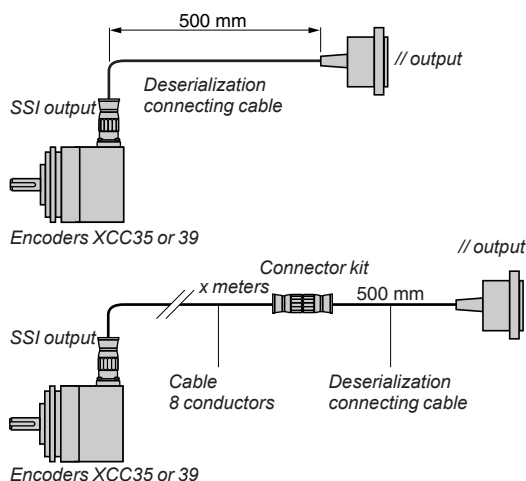 500 mm
// output
Deserialization
connecting cable
SSI output
Encoders XCC35 or 39
// output
Connector kit
x meters
500 mm
SSI output
Cable
8 conductors
Deserialization
connecting cable
Encoders XCC35 or 39